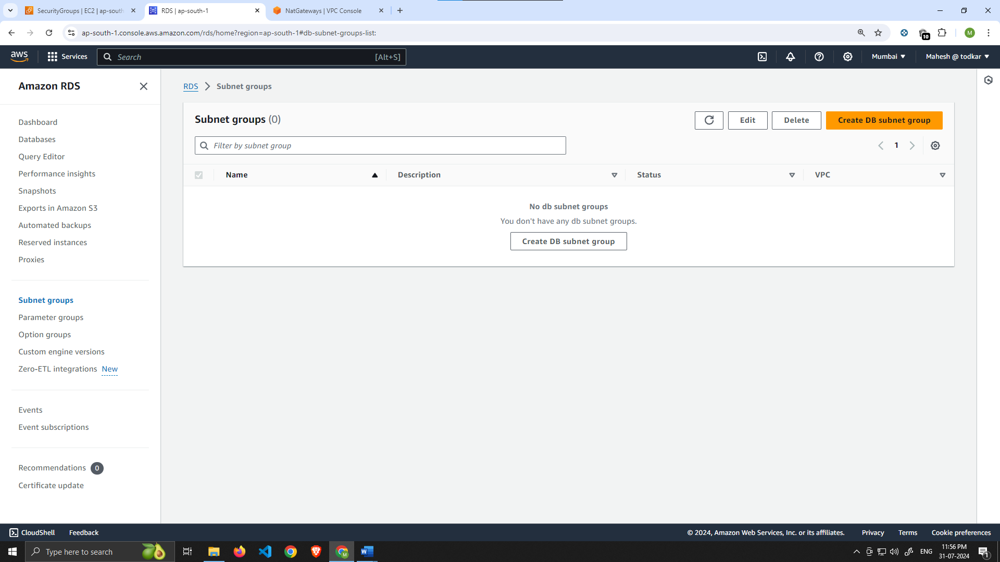 SecurityGroups | EC2 | ap-south
RDS | ap-south-1
NatGateways | VPC Console
ap-south-1.console.aws.amazon.com/rds/home?region=ap-south-1#db-subnet-groups-list:
10
M
aws
Services
Search
[Alt+S]
Mumbai
Mahesh @ todkar
Amazon RDS
Dashboard
Databases
Query Editor
Performance insights
Snapshots
Exports in Amazon S3
Automated backups
Reserved instances
Proxies
Subnet groups
Parameter groups
Option groups
Custom engine versions
Zero-ETL integrations New
Events
Event subscriptions
Recommendations 0
Certificate update
RDS > Subnet groups
Subnet groups (0)
Edit
Delete
Create DB subnet group
Filter by subnet group
1
Name
Description
Status
VPC
No db subnet groups
You don't have any db subnet groups.
Create DB subnet group
CloudShell
Feedback
© 2024, Amazon Web Services, Inc. or its affiliates.
Privacy
Terms
Cookie preferences
Type here to search
M
W
ENG
11:56 PM
31-07-2024
1